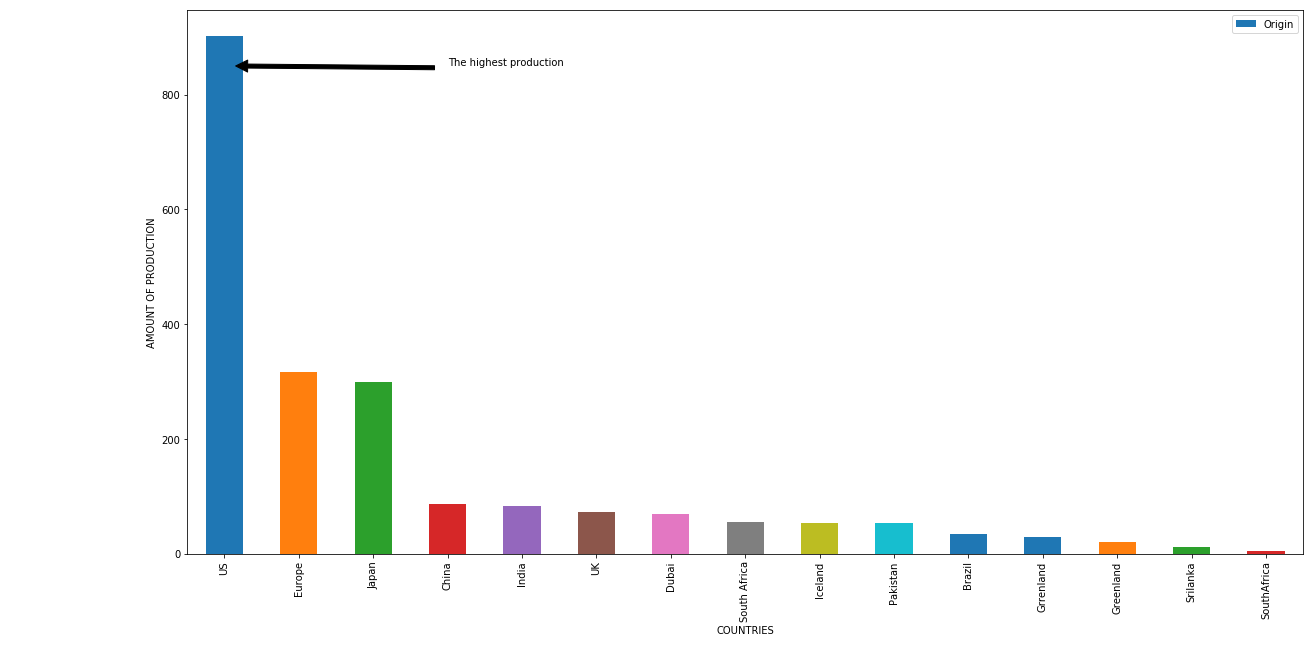 Origin
The highest production
800
600
400
200
0
AMOUNT OF PRODUCTION
US
Europe
Japan
China
India
UK
Dubai
South Africa
Iceland
Pakistan
Brazil
Grrenland
Greenland
Srilanka
SouthAfrica
COUNTRIES